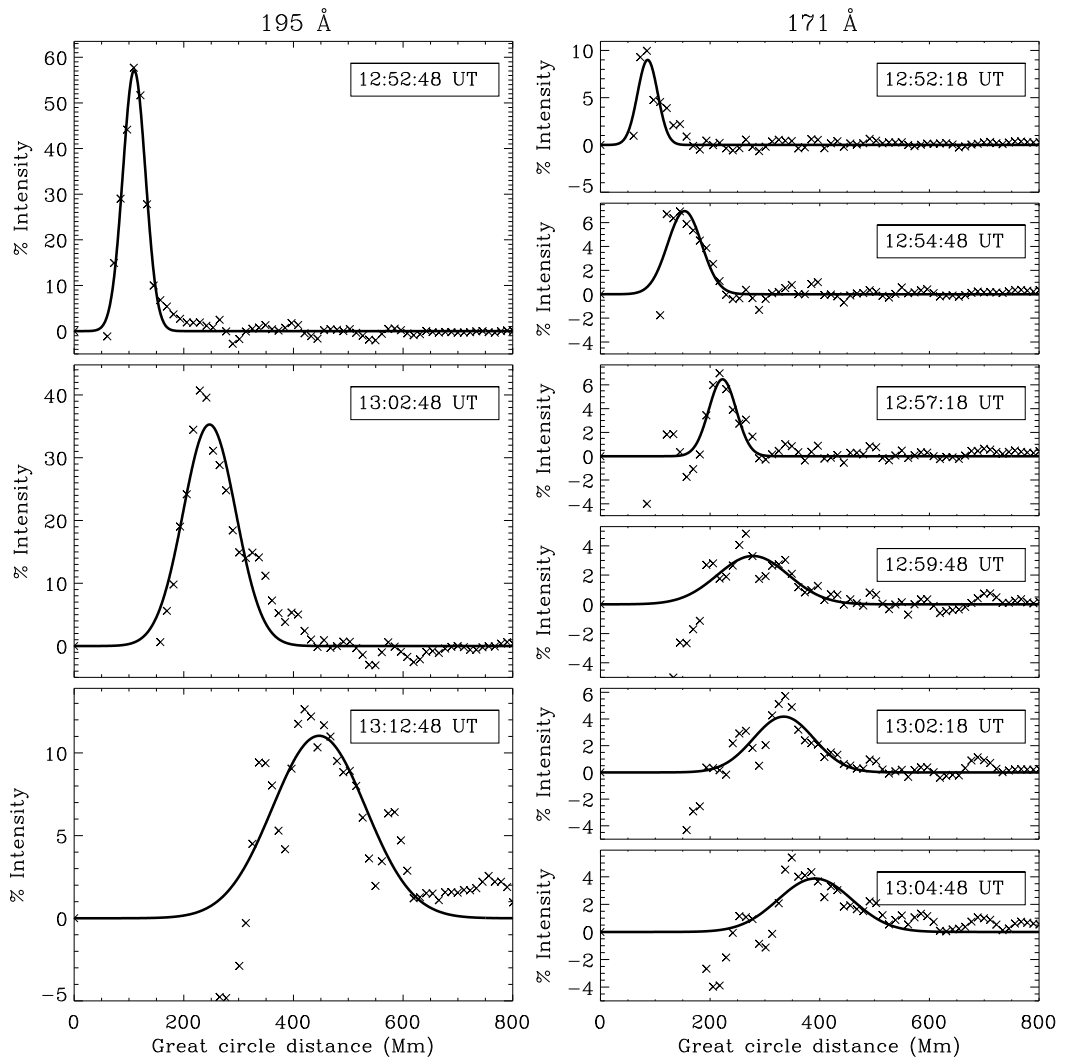 195 Å
% Intensity
60
50
40
30
20
10
0
12:52:48 UT
% Intensity
40
30
20
10
0
13:02:48 UT
% Intensity
10
5
0
−5
13:12:48 UT
0 200 400 600 800
Great circle distance (Mm)
171 Å
% Intensity
10
5
0
−5
12:52:18 UT
% Intensity
6
4
2
0
−2
−4
12:54:48 UT
% Intensity
6
4
2
0
−2
−4
12:57:18 UT
% Intensity
4
2
0
−2
−4
12:59:48 UT
% Intensity
6
4
2
0
−2
−4
13:02:18 UT
% Intensity
4
2
0
−2
−4
13:04:48 UT
0 200 400 600 800
Great circle distance (Mm)